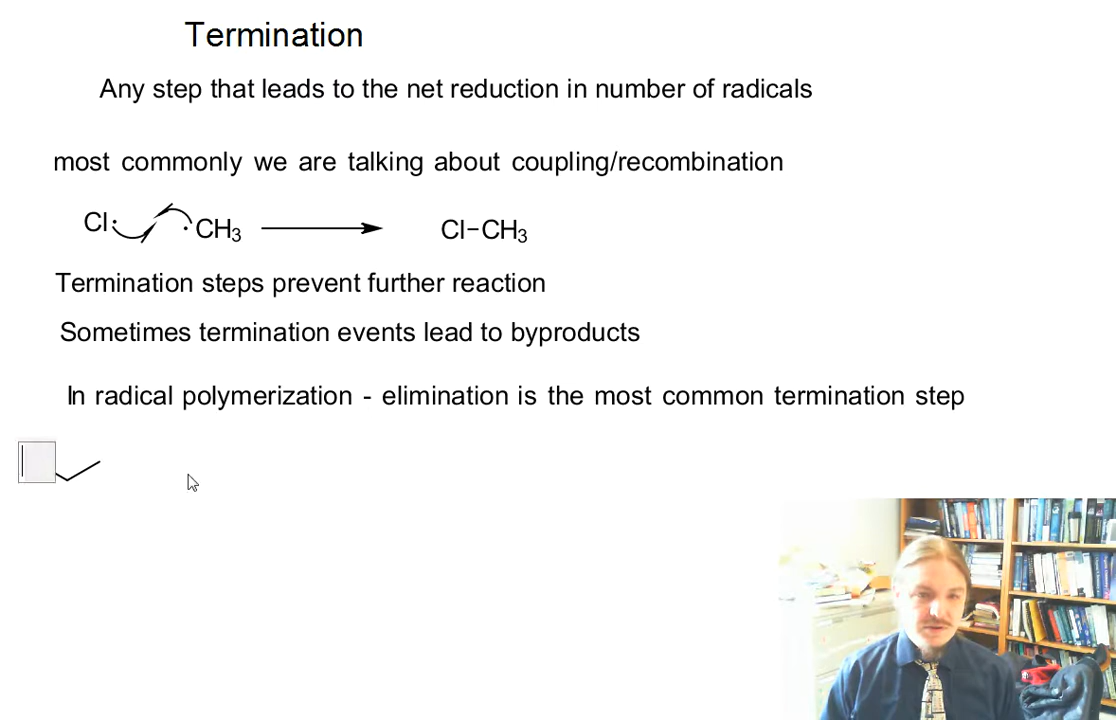 Termination
Any step that leads to the net reduction in number of radicals
most commonly we are talking about coupling/recombination
Cl· ·CH₃ Cl–CH₃
Termination steps prevent further reaction
Sometimes termination events lead to byproducts
In radical polymerization - elimination is the most common termination step